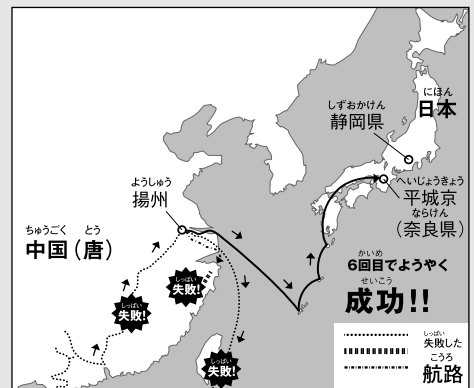 にほん
日本
しずおかけん
静岡県
へいじょうきょう
平城京
ならけん
（奈良県）
ようしゅう
揚州
ちゅうごく とう
中国（唐）
かいめ
6回目でようやく
せいこう
成功!!
しっぱい
失敗!
しっぱい
失敗!
しっぱい
失敗!
しっぱい
失敗した
こうろ
航路